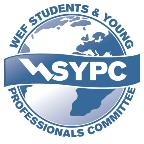 WEF STUDENTS & YOUNG
SYPC
PROFESSIONALS COMMITTEE